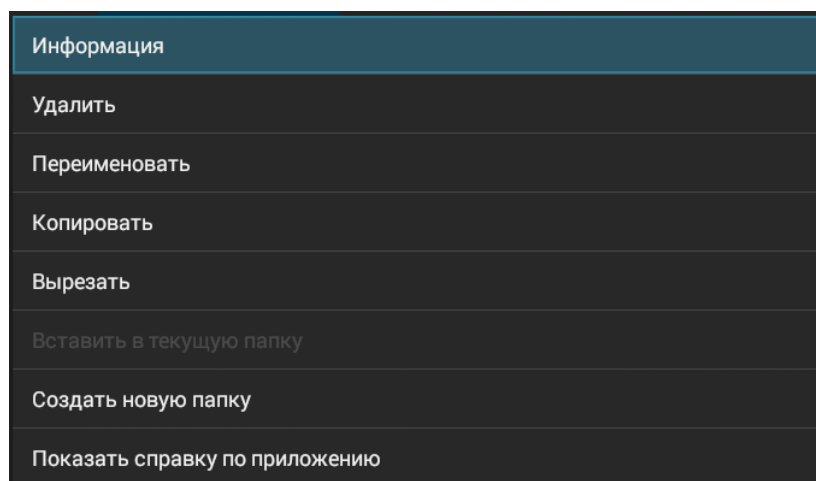 Информация
Удалить
Переименовать
Копировать
Вырезать
Вставить в текущую папку
Создать новую папку
Показать справку по приложению